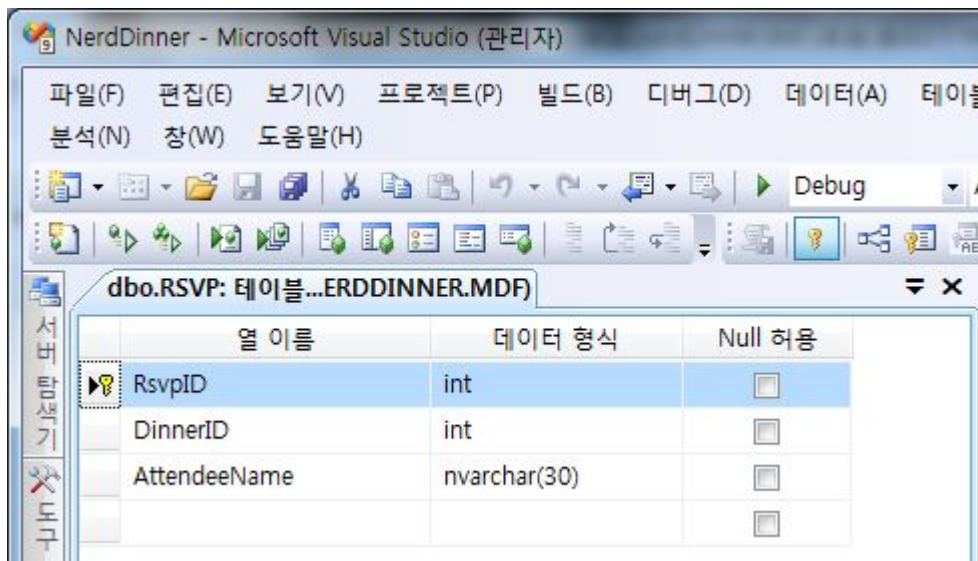 NerdDinner - Microsoft Visual Studio (관리자)
파일(F) 편집(E) 보기(V) 프로젝트(P) 빌드(B) 디버그(D) 데이터(A)
분석(N) 창(W) 도움말(H)
Debug
dbo.RSVP: 테이블...ERDDINNER.MDF)
서버 탐색기
도구
열 이름 데이터 형식 Null 허용
RsvpID int
DinnerID int
AttendeeName nvarchar(30)